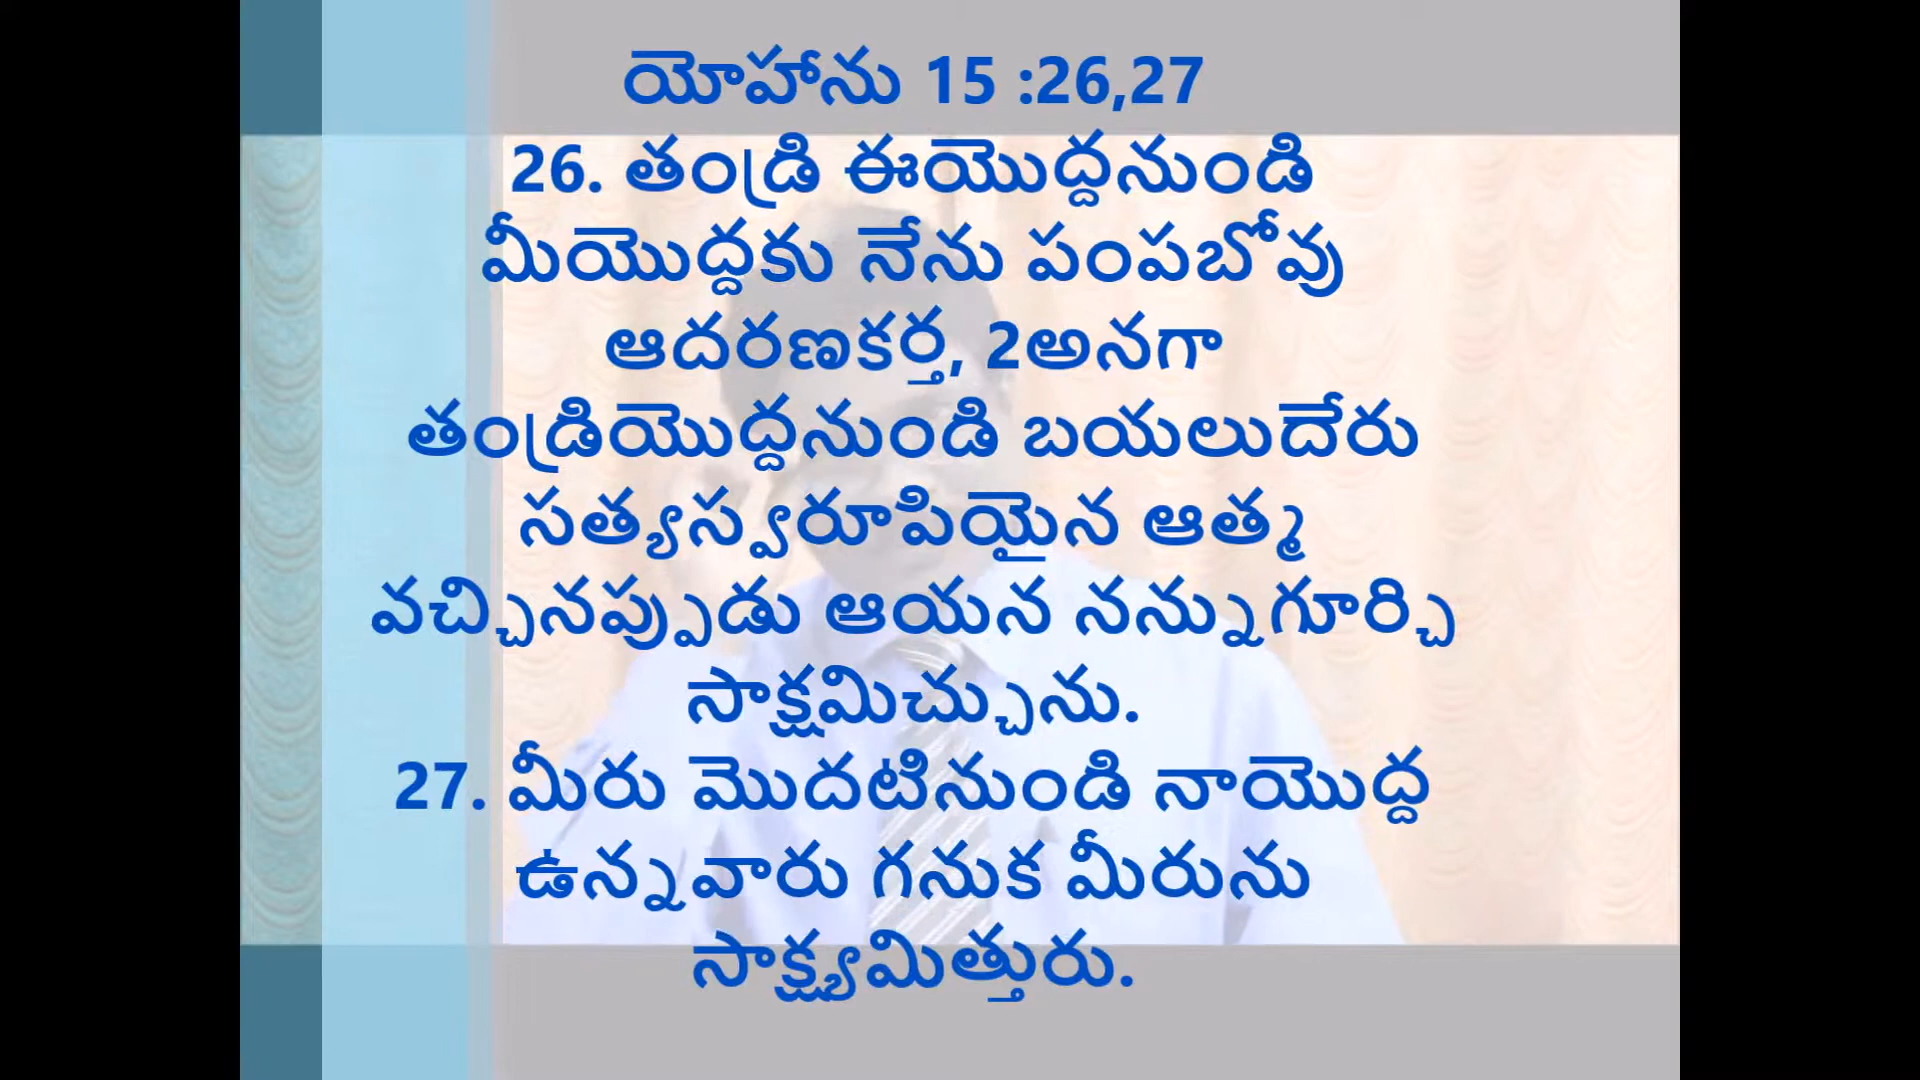 యోహాను 15 :26,27
26. తండ్రి ఈయొద్దనుండి
మీయొద్దకు నేను పంపబోవు
ఆదరణకర్త, 2అనగా
తండ్రియొద్దనుండి బయలుదేరు
సత్యస్వరూపియైన ఆత్మ
వచ్చినప్పుడు ఆయన నన్నుగూర్చి
సాక్షమిచ్చును.
27. మీరు మొదటినుండి నాయొద్ద
ఉన్నవారు గనుక మీరును
సాక్ష్యమిత్తురు.